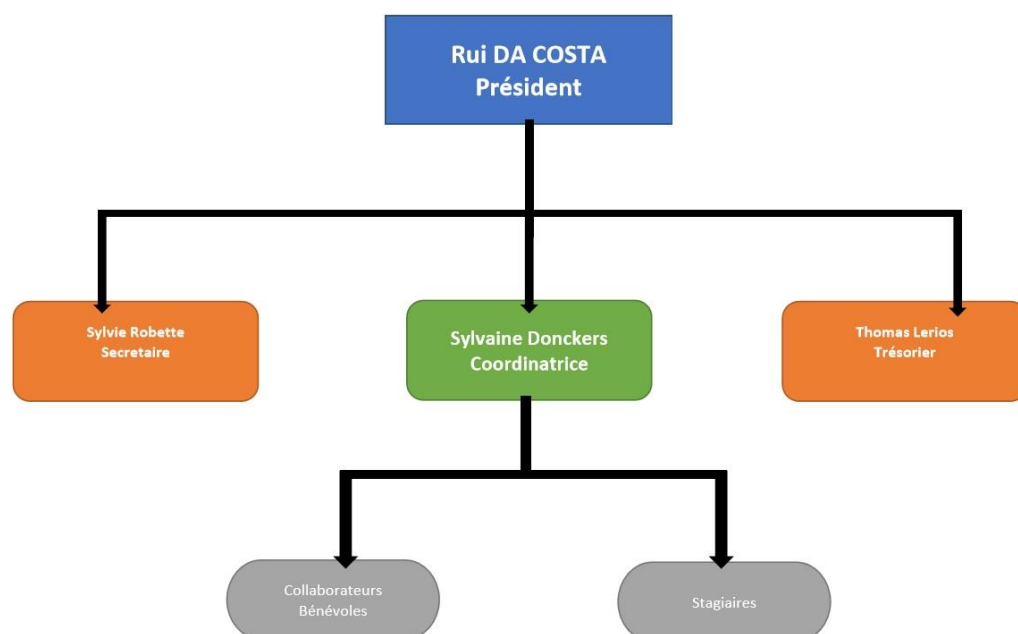 Rui DA COSTA
Président
Sylvie Robette
Secretaire
Sylvaine Donckers
Coordinatrice
Thomas Lerios
Trésorier
Collaborateurs
Bénévoles
Stagiaires